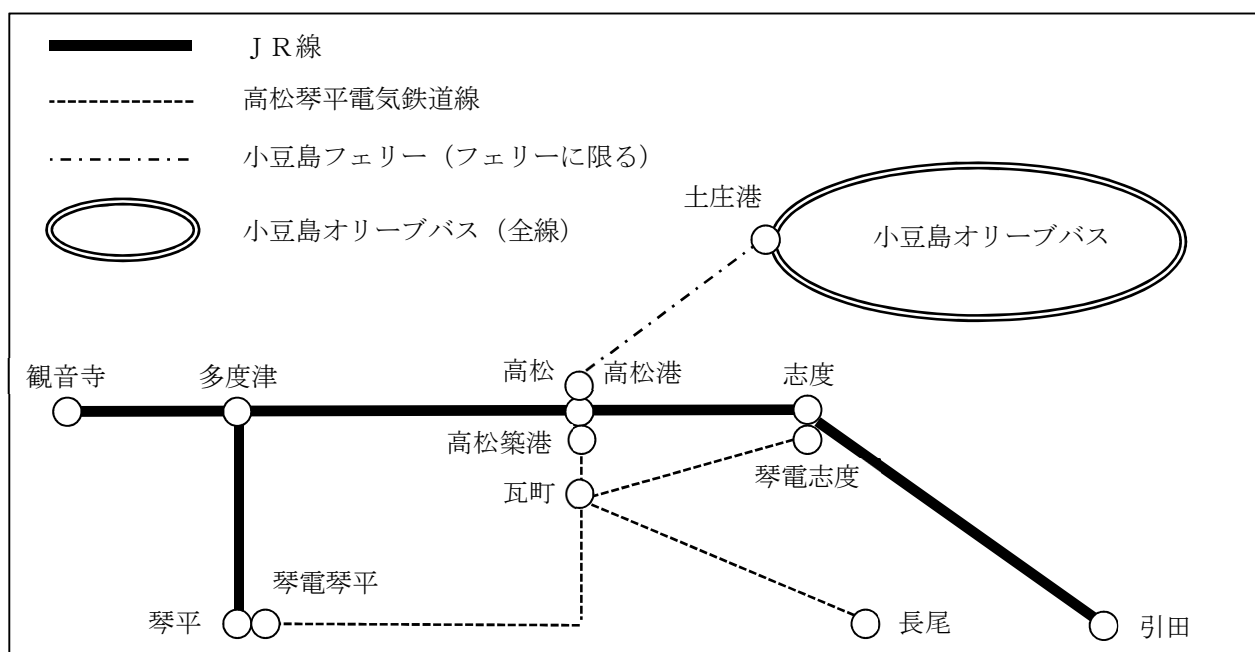 ＪＲ線
高松琴平電気鉄道線
小豆島フェリー（フェリーに限る）
小豆島オリーブバス（全線）
土庄港
小豆島オリーブバス
観音寺
多度津
高松
高松港
志度
高松築港
瓦町
琴電志度
琴電琴平
琴平
長尾
引田